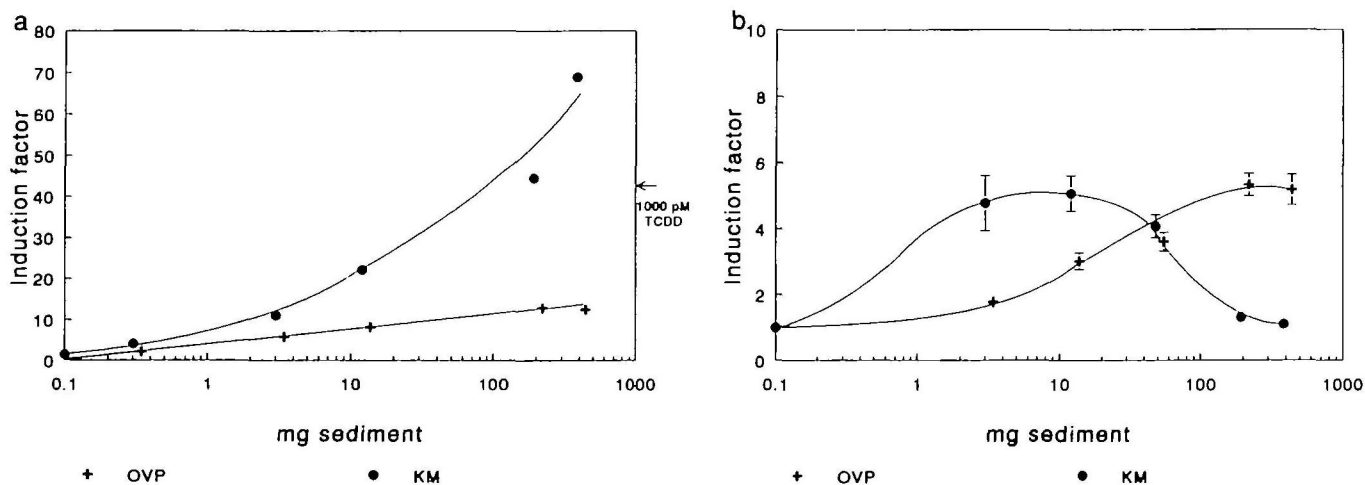 a
80
70
60
50
40
30
20
10
0
Induction factor
0.1 1 10 100 1000
mg sediment
1000 pM
TCDD
+ OVP ● KM
b
10
8
6
4
2
0
Induction factor
0.1 1 10 100 1000
mg sediment
+ OVP ● KM